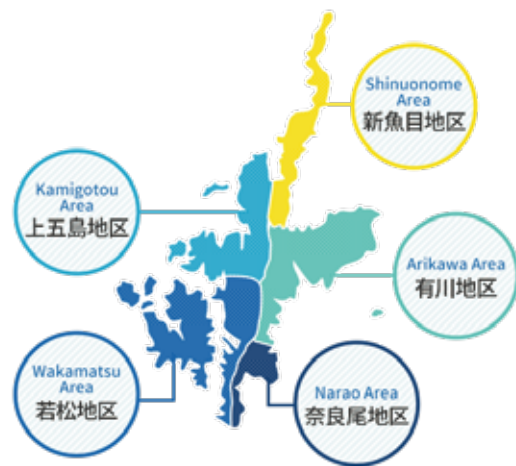 Shinuonome
Area
新魚目地区
Kamigotou
Area
上五島地区
Arikawa Area
有川地区
Wakamatsu
Area
若松地区
Narao Area
奈良尾地区